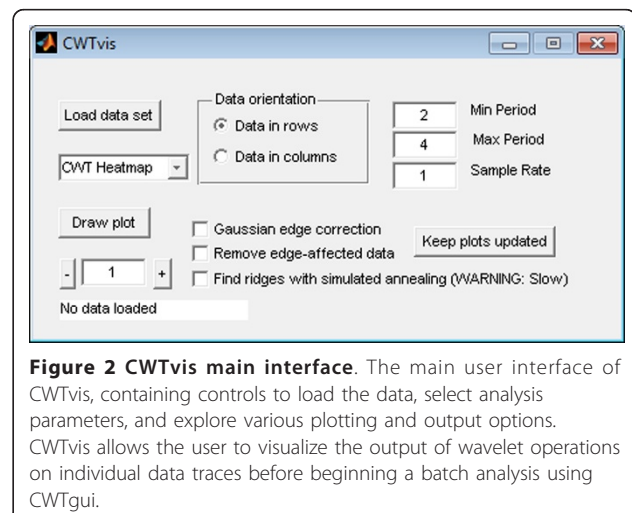 CWTvis
Load data set
Data orientation
Data in rows
Data in columns
2 Min Period
4 Max Period
1 Sample Rate
CWT Heatmap
Draw plot
Gaussian edge correction
Remove edge-affected data
Keep plots updated
Find ridges with simulated annealing (WARNING: Slow)
- 1 +
No data loaded
Figure 2 CWTvis main interface. The main user interface of
CWTvis, containing controls to load the data, select analysis
parameters, and explore various plotting and output options.
CWTvis allows the user to visualize the output of wavelet operations
on individual data traces before beginning a batch analysis using
CWTgui.